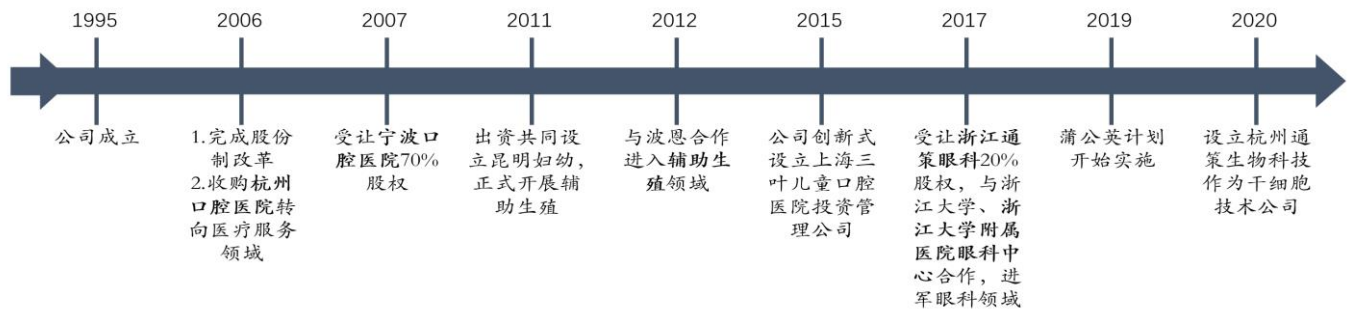 1995
2006
2007
2011
2012
2015
2017
2019
2020
公司成立
1.完成股份
制改革
2.收购杭州
口腔医院转
向医疗服务
领域
受让宁波口
腔医院70%
股权
出资共同设
立昆明妇幼，
正式开展辅
助生殖
与波恩合作
进入辅助生
殖领域
公司创新式
设立上海三
叶儿童口腔
医院投资管
理公司
受让浙江通
策眼科20%
股权，与浙
江大学、浙
江大学附属
医院眼科中
心合作，进
军眼科领域
蒲公英计划
开始实施
设立杭州通
策生物科技
作为干细胞
技术公司